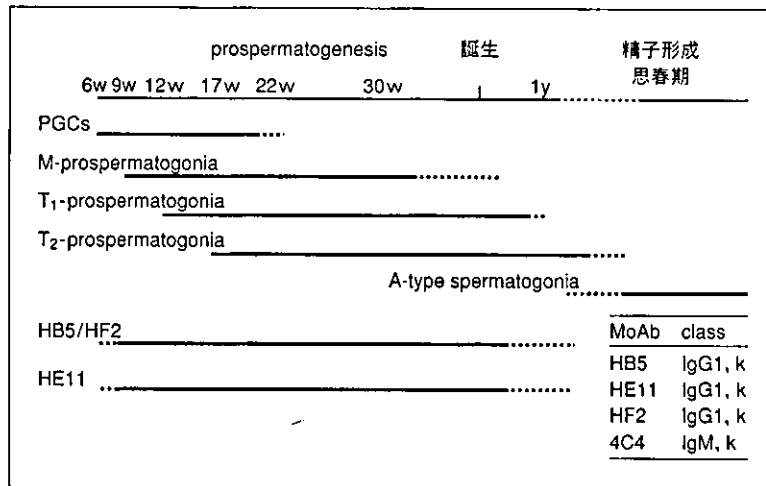 prospermatogenesis 誕生 精子形成
思春期
6w 9w 12w 17w 22w 30w 1y
PGCs
M-prospermatogonia
T₁-prospermatogonia
T₂-prospermatogonia
A-type spermatogonia
HB5/HF2
HE11
MoAb class
HB5 IgG1, k
HE11 IgG1, k
HF2 IgG1, k
4C4 IgM, k